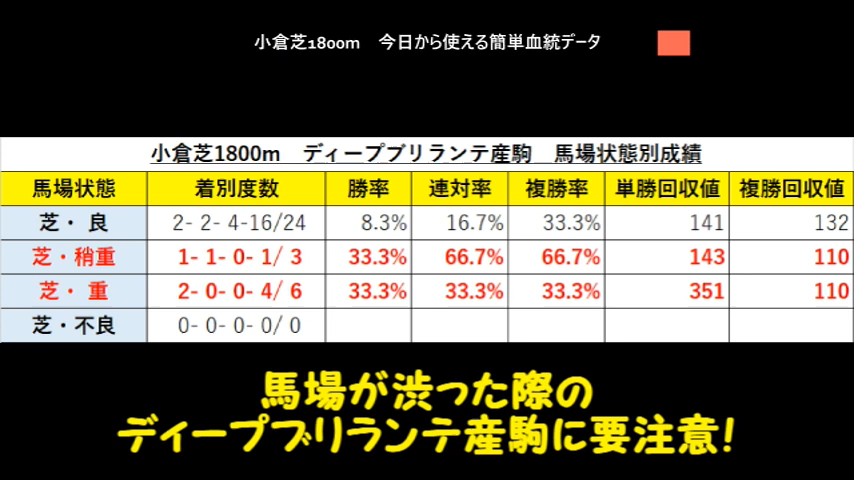 小倉芝1800m 今日から使える簡単血統データ
小倉芝1800m ディープブリランテ産駒 馬場状態別成績
馬場状態 着別度数 勝率 連対率 複勝率 単勝回収値 複勝回収値
芝・ 良 2- 2- 4-16/24 8.3% 16.7% 33.3% 141 132
芝・稍重 1- 1- 0- 1/ 3 33.3% 66.7% 66.7% 143 110
芝・ 重 2- 0- 0- 4/ 6 33.3% 33.3% 33.3% 351 110
芝・不良 0- 0- 0- 0/ 0
馬場が渋った際の
ディープブリランテ産駒に要注意!